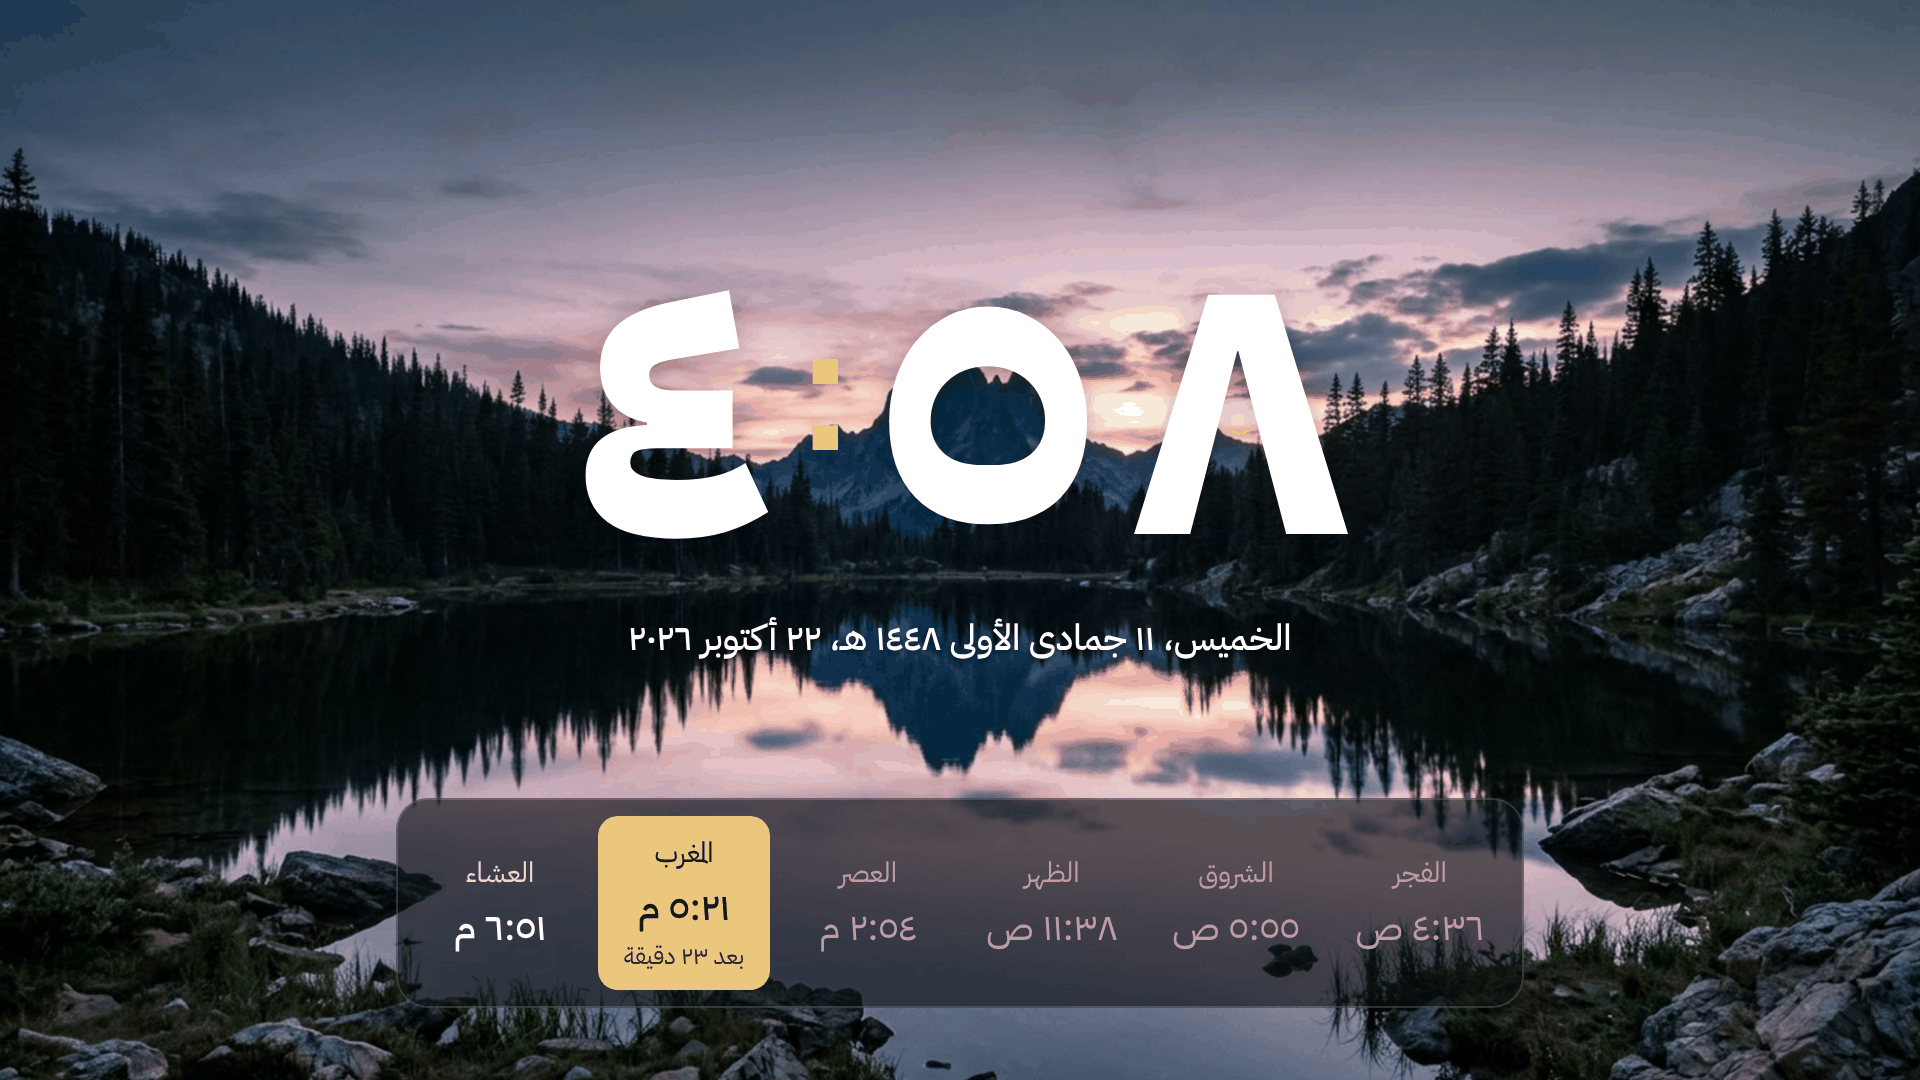 ٤:٥٨
الخميس، ١١ جمادى الأولى ١٤٤٨ هـ، ٢٢ أكتوبر ٢٠٢٦
الفجر
٤:٣٦ ص
الشروق
٥:٥٥ ص
الظهر
١١:٣٨ ص
العصر
٢:٥٤ م
المغرب
٥:٢١ م
بعد ٢٣ دقيقة
العشاء
٦:٥١ م